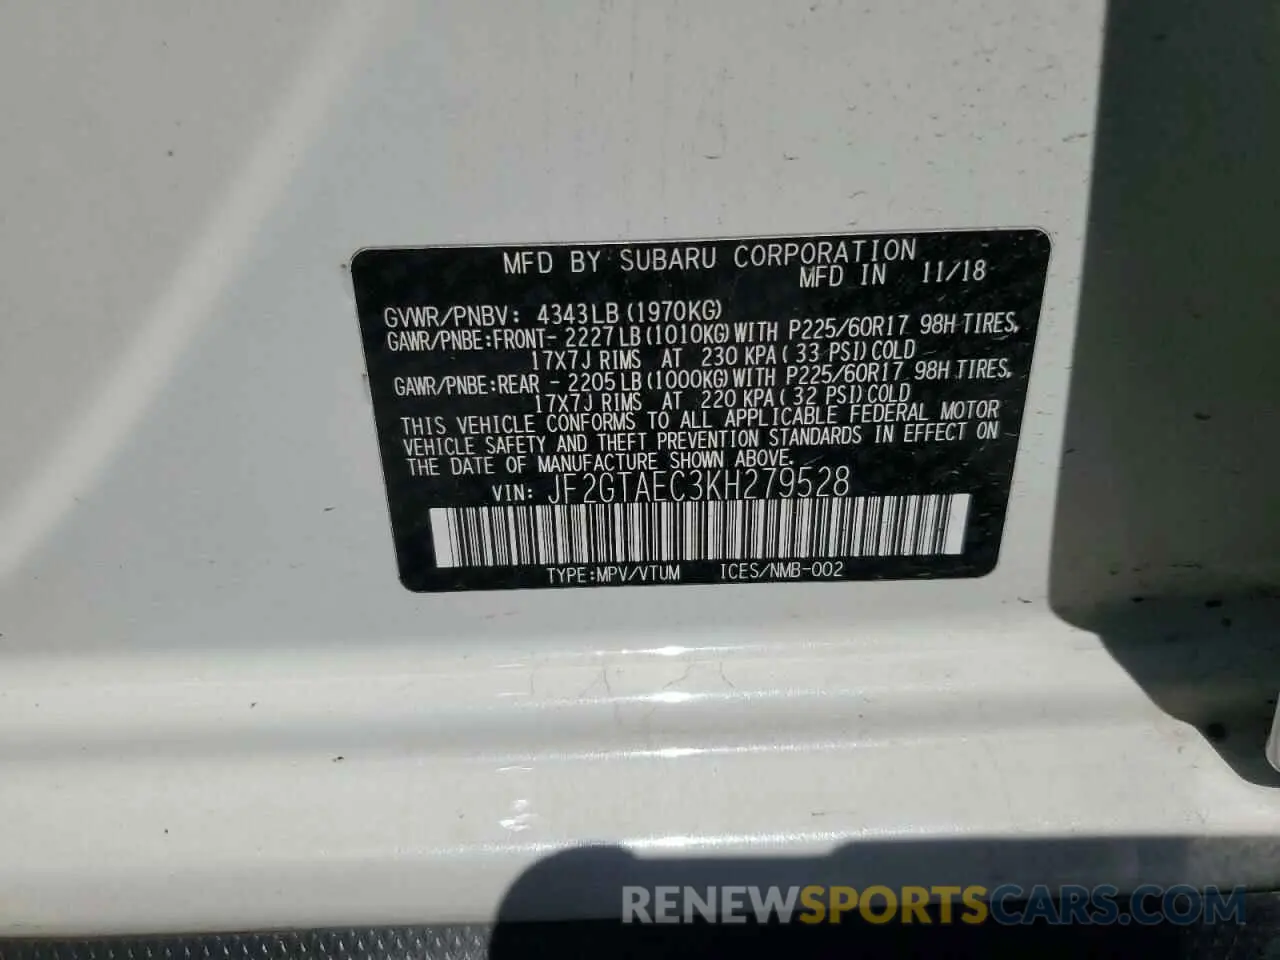 MFD BY SUBARU CORPORATION
MFD IN 11/18
GVWR/PNBV: 4343LB (1970KG)
GAWR/PNBE:FRONT- 2227LB(1010KG)WITH P225/60R17 98H TIRES,
17X7J RIMS AT 230 KPA( 33 PSI)COLD
GAWR/PNBE:REAR - 2205LB(1000KG)WITH P225/60R17 98H TIRES,
17X7J RIMS AT 220 KPA( 32 PSI)COLD
THIS VEHICLE CONFORMS TO ALL APPLICABLE FEDERAL MOTOR
VEHICLE SAFETY AND THEFT PREVENTION STANDARDS IN EFFECT ON
THE DATE OF MANUFACTURE SHOWN ABOVE.
VIN: JF2GTAEC3KH279528
TYPE:MPV/VTUM ICES/NMB-002
RENEWSPORTSCARS.COM